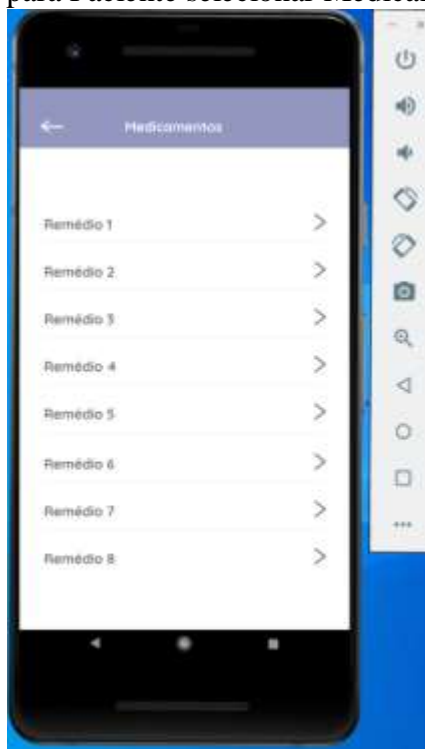 para Paciente selecionar Medica
Medicamentos
Remédio 1
Remédio 2
Remédio 3
Remédio 4
Remédio 5
Remédio 6
Remédio 7
Remédio 8